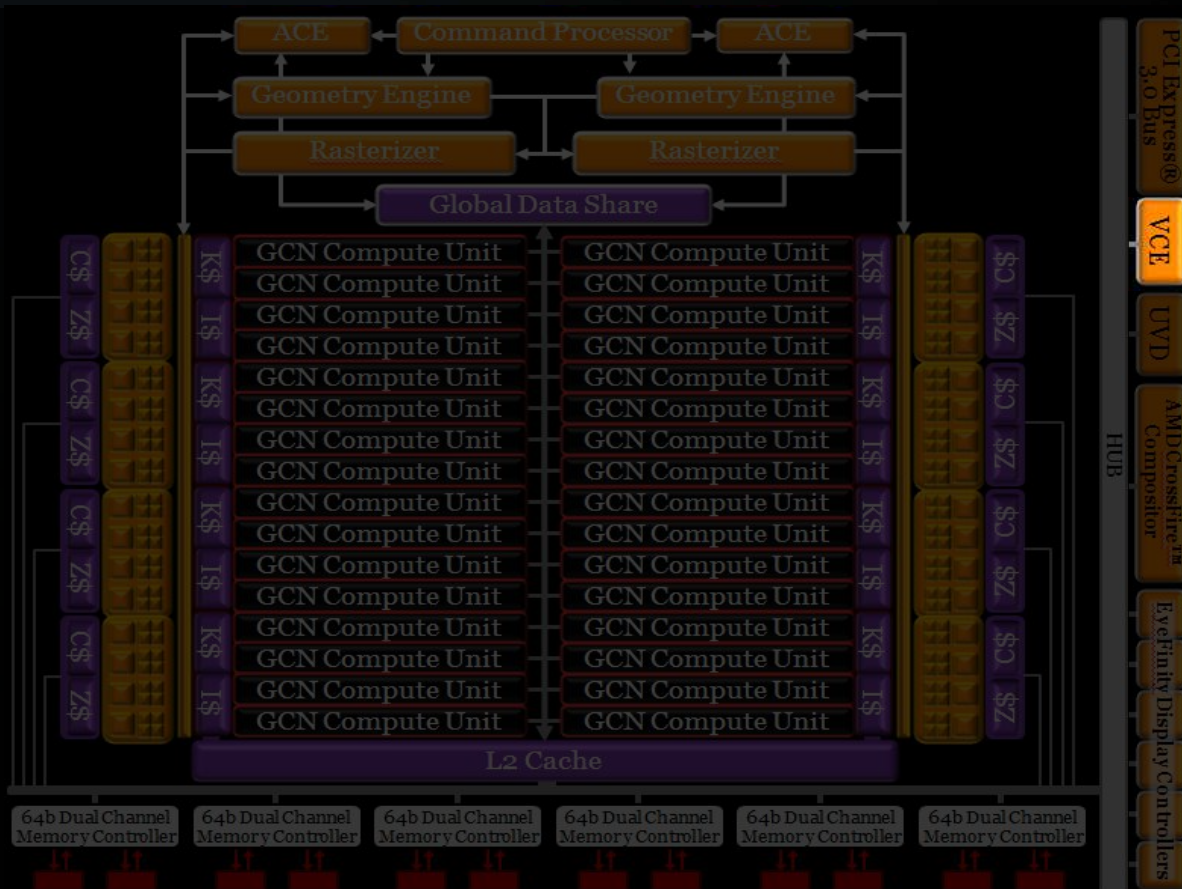 ACE Command Processor ACE
Geometry Engine Geometry Engine
Rasterizer Rasterizer
Global Data Share
C$ K$ GCN Compute Unit GCN Compute Unit K$ C$
GCN Compute Unit GCN Compute Unit
Z$ I$ GCN Compute Unit GCN Compute Unit I$ Z$
GCN Compute Unit GCN Compute Unit
C$ K$ GCN Compute Unit GCN Compute Unit K$ C$
GCN Compute Unit GCN Compute Unit
Z$ I$ GCN Compute Unit GCN Compute Unit I$ Z$
GCN Compute Unit GCN Compute Unit
C$ K$ GCN Compute Unit GCN Compute Unit K$ C$
GCN Compute Unit GCN Compute Unit
Z$ I$ GCN Compute Unit GCN Compute Unit I$ Z$
GCN Compute Unit GCN Compute Unit
C$ K$ GCN Compute Unit GCN Compute Unit K$ C$
GCN Compute Unit GCN Compute Unit
Z$ I$ GCN Compute Unit GCN Compute Unit I$ Z$
GCN Compute Unit GCN Compute Unit
L2 Cache
64b Dual Channel
Memory Controller
64b Dual Channel
Memory Controller
64b Dual Channel
Memory Controller
64b Dual Channel
Memory Controller
64b Dual Channel
Memory Controller
64b Dual Channel
Memory Controller
HUB
PCI Express®
3.0 Bus
VCE
UVD
AMD CrossFire™
Compositor
EyeFinity Display Controllers